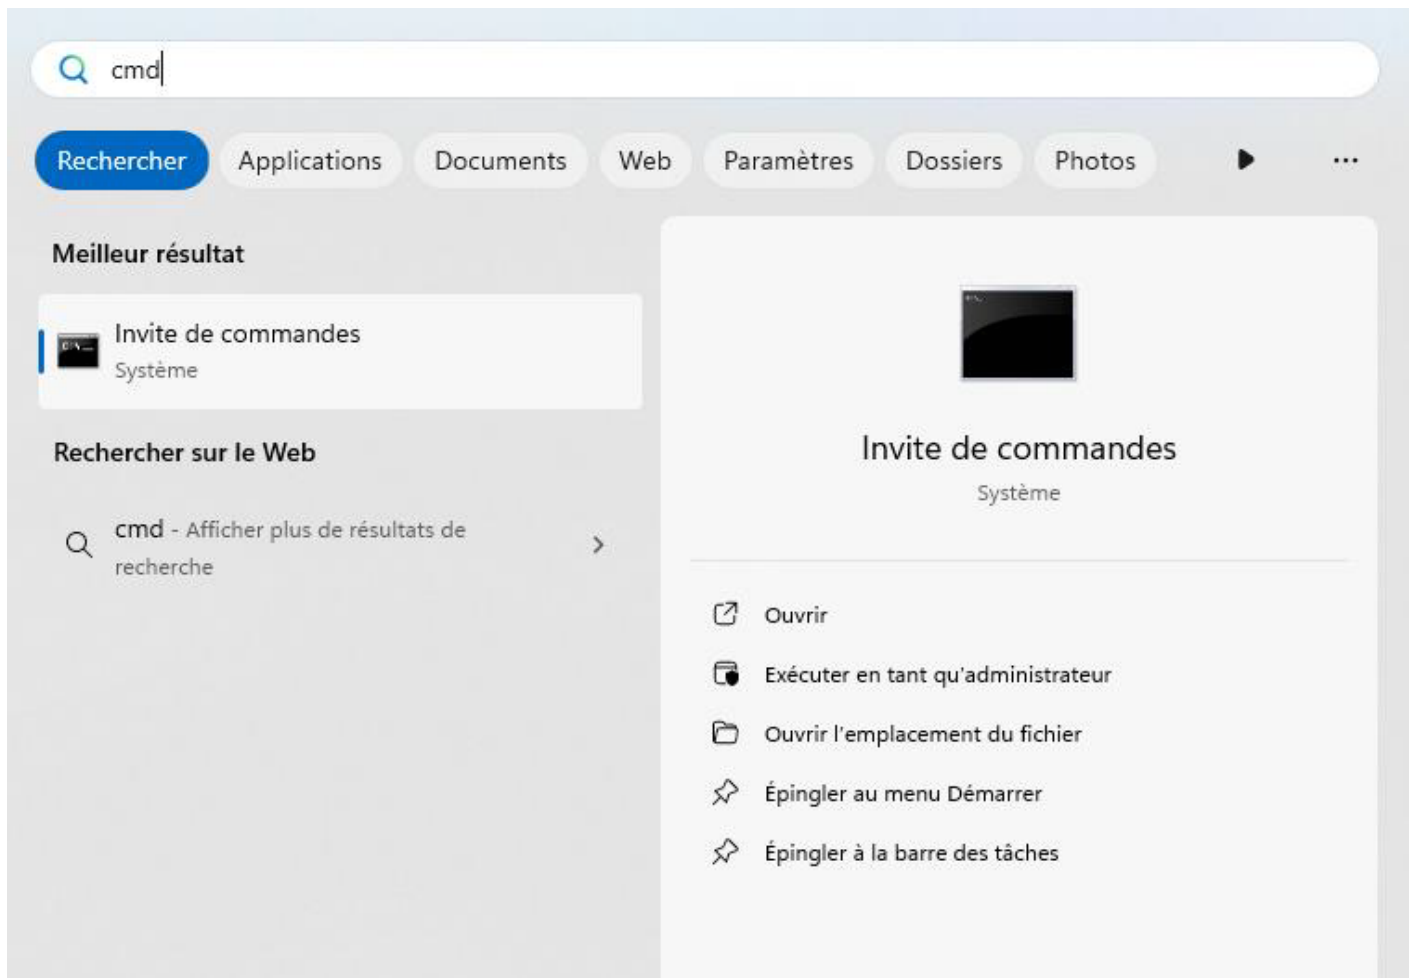 cmd
Rechercher Applications Documents Web Paramètres Dossiers Photos
Meilleur résultat
Invite de commandes
Système
Rechercher sur le Web
cmd - Afficher plus de résultats de
recherche
Invite de commandes
Système
Ouvrir
Exécuter en tant qu'administrateur
Ouvrir l'emplacement du fichier
Épingler au menu Démarrer
Épingler à la barre des tâches